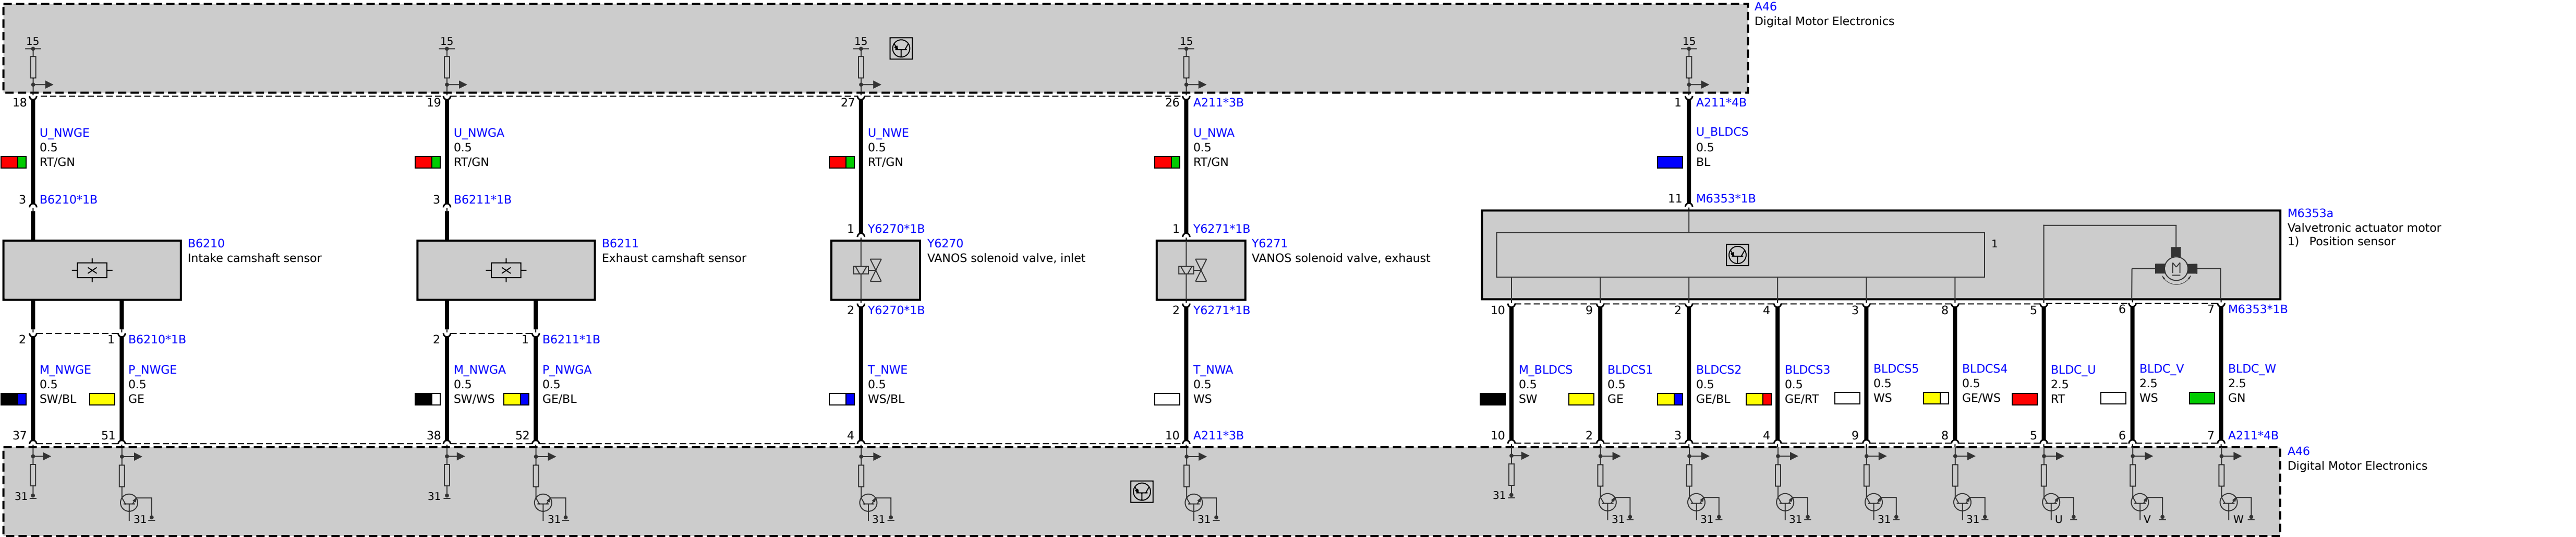 A46
Digital Motor Electronics
15 15 15 15 15
18 19 27 26 A211*3B 1 A211*4B
U_NWGE U_NWGA U_NWE U_NWA U_BLDCS
0.5 0.5 0.5 0.5 0.5
RT/GN RT/GN RT/GN RT/GN BL
3 B6210*1B 3 B6211*1B 11 M6353*1B
M6353a
Valvetronic actuator motor
1) Position sensor
1 Y6270*1B 1 Y6271*1B
B6210
Intake camshaft sensor
B6211
Exhaust camshaft sensor
Y6270
VANOS solenoid valve, inlet
Y6271
VANOS solenoid valve, exhaust
1
M
2 Y6270*1B 2 Y6271*1B 10 9 2 4 3 8 5 6 7 M6353*1B
2 1 B6210*1B 2 1 B6211*1B
M_NWGE P_NWGE M_NWGA P_NWGA T_NWE T_NWA M_BLDCS BLDCS1 BLDCS2 BLDCS3 BLDCS5 BLDCS4 BLDC_U BLDC_V BLDC_W
0.5 0.5 0.5 0.5 0.5 0.5 0.5 0.5 0.5 0.5 0.5 0.5 2.5 2.5 2.5
SW/BL GE SW/WS GE/BL WS/BL WS SW GE GE/BL GE/RT WS GE/WS RT WS GN
37 51 38 52 4 10 A211*3B 10 2 3 4 9 8 5 6 7 A211*4B
A46
Digital Motor Electronics
31 31 31
31 31 31 31 31 31 31 31 31 U V W